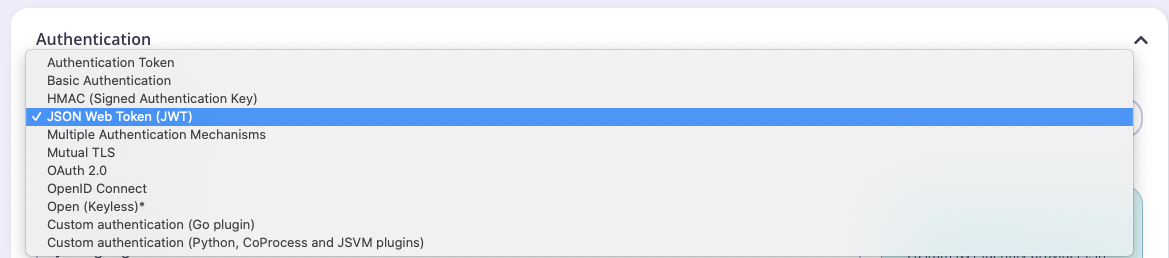 Authentication
Authentication Token
Basic Authentication
HMAC (Signed Authentication Key)
✓ JSON Web Token (JWT)
Multiple Authentication Mechanisms
Mutual TLS
OAuth 2.0
OpenID Connect
Open (Keyless)*
Custom authentication (Go plugin)
Custom authentication (Python, CoProcess and JSVM plugins)